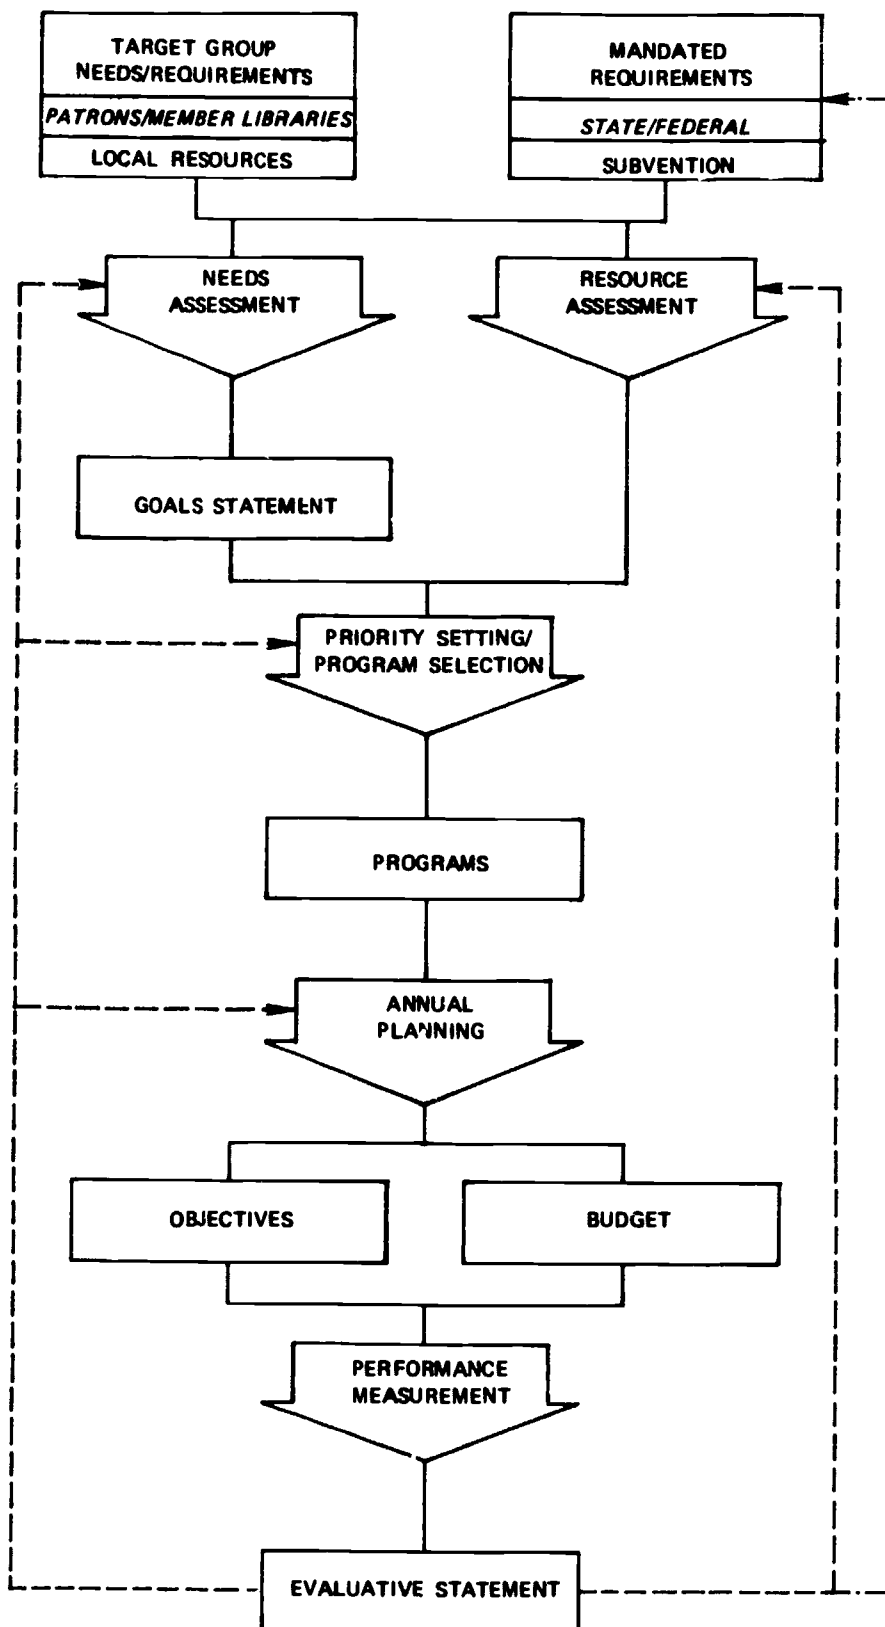 TARGET GROUP
NEEDS/REQUIREMENTS
PATRONS/MEMBER LIBRARIES
LOCAL RESOURCES
MANDATED
REQUIREMENTS
STATE/FEDERAL
SUBVENTION
NEEDS
ASSESSMENT
RESOURCE
ASSESSMENT
GOALS STATEMENT
PRIORITY SETTING/
PROGRAM SELECTION
PROGRAMS
ANNUAL
PLANNING
OBJECTIVES
BUDGET
PERFORMANCE
MEASUREMENT
EVALUATIVE STATEMENT